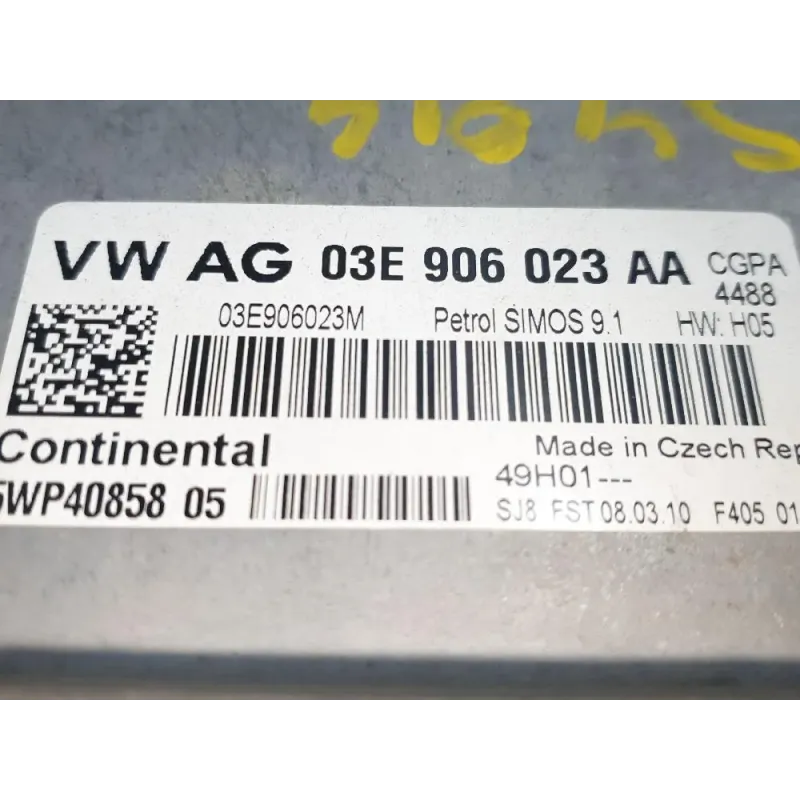 VW AG 03E 906 023 AA CGPA
4488
03E906023M Petrol SIMOS 9.1 HW: H05
Continental Made in Czech Rep
5WP40858 05 49H01---
SJ8 FST 08.03.10 F405 01